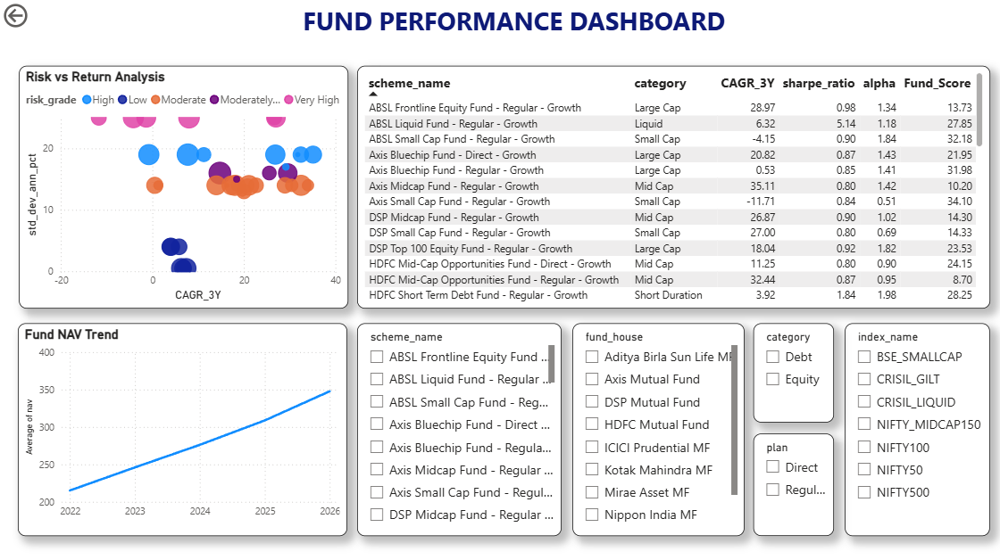 FUND PERFORMANCE DASHBOARD
Risk vs Return Analysis
risk_grade High Low Moderate Moderately... Very High
std_dev_ann_pct
20
10
0
-20 0 20 40
CAGR_3Y
scheme_name category CAGR_3Y sharpe_ratio alpha Fund_Score
ABSL Frontline Equity Fund - Regular - Growth Large Cap 28.97 0.98 1.34 13.73
ABSL Liquid Fund - Regular - Growth Liquid 6.32 5.14 1.18 27.85
ABSL Small Cap Fund - Regular - Growth Small Cap -4.15 0.90 1.84 32.18
Axis Bluechip Fund - Direct - Growth Large Cap 20.82 0.87 1.43 21.95
Axis Bluechip Fund - Regular - Growth Large Cap 0.53 0.85 1.41 31.98
Axis Midcap Fund - Regular - Growth Mid Cap 35.11 0.80 1.42 10.20
Axis Small Cap Fund - Regular - Growth Small Cap -11.71 0.84 0.51 34.10
DSP Midcap Fund - Regular - Growth Mid Cap 26.87 0.90 1.02 14.30
DSP Small Cap Fund - Regular - Growth Small Cap 27.00 0.80 0.69 14.33
DSP Top 100 Equity Fund - Regular - Growth Large Cap 18.04 0.92 1.82 23.53
HDFC Mid-Cap Opportunities Fund - Direct - Growth Mid Cap 11.25 0.80 0.90 24.15
HDFC Mid-Cap Opportunities Fund - Regular - Growth Mid Cap 32.44 0.87 0.95 8.70
HDFC Short Term Debt Fund - Regular - Growth Short Duration 3.92 1.84 1.98 28.25
Fund NAV Trend
Average of nav
400
350
300
250
200
2022 2023 2024 2025 2026
scheme_name
ABSL Frontline Equity Fund ...
ABSL Liquid Fund - Regular ...
ABSL Small Cap Fund - Reg...
Axis Bluechip Fund - Direct ...
Axis Bluechip Fund - Regula...
Axis Midcap Fund - Regular ...
Axis Small Cap Fund - Regul...
DSP Midcap Fund - Regular ...
fund_house
Aditya Birla Sun Life MF
Axis Mutual Fund
DSP Mutual Fund
HDFC Mutual Fund
ICICI Prudential MF
Kotak Mahindra MF
Mirae Asset MF
Nippon India MF
category
Debt
Equity
plan
Direct
Regul...
index_name
BSE_SMALLCAP
CRISIL_GILT
CRISIL_LIQUID
NIFTY_MIDCAP150
NIFTY100
NIFTY50
NIFTY500